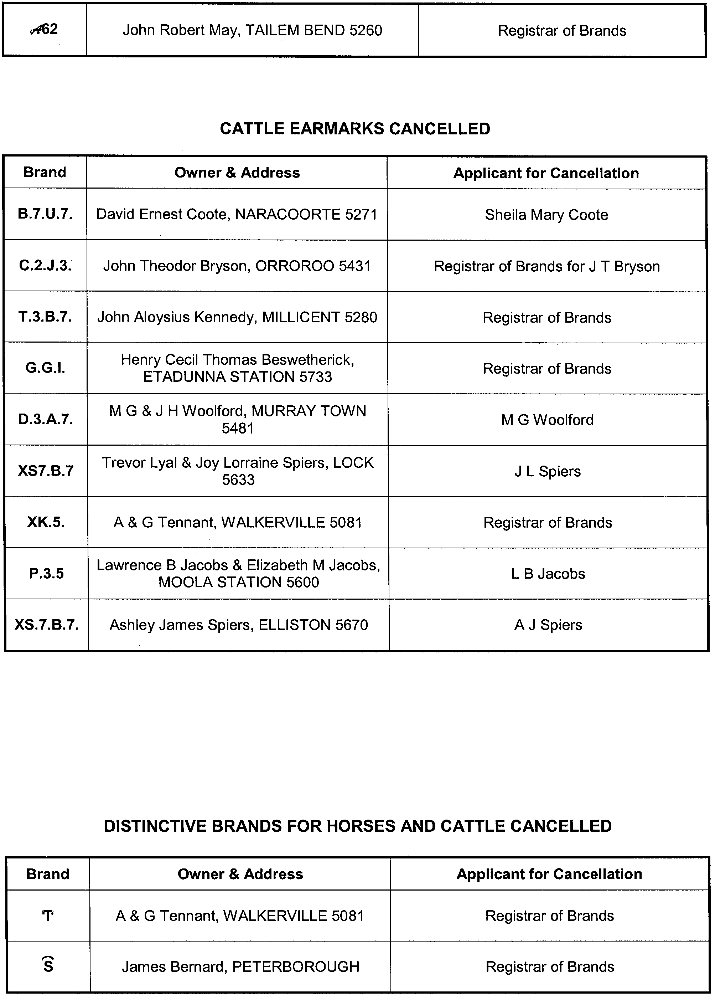 A62 John Robert May, TAILEM BEND 5260 Registrar of Brands
CATTLE EARMARKS CANCELLED
Brand Owner & Address Applicant for Cancellation
B.7.U.7. David Ernest Coote, NARACOORTE 5271 Sheila Mary Coote
C.2.J.3. John Theodor Bryson, ORROROO 5431 Registrar of Brands for J T Bryson
T.3.B.7. John Aloysius Kennedy, MILLICENT 5280 Registrar of Brands
G.G.I. Henry Cecil Thomas Beswetherick,
ETADUNNA STATION 5733 Registrar of Brands
D.3.A.7. M G & J H Woolford, MURRAY TOWN
5481 M G Woolford
XS7.B.7 Trevor Lyal & Joy Lorraine Spiers, LOCK
5633 J L Spiers
XK.5. A & G Tennant, WALKERVILLE 5081 Registrar of Brands
P.3.5 Lawrence B Jacobs & Elizabeth M Jacobs,
MOOLA STATION 5600 L B Jacobs
XS.7.B.7. Ashley James Spiers, ELLISTON 5670 A J Spiers
DISTINCTIVE BRANDS FOR HORSES AND CATTLE CANCELLED
Brand Owner & Address Applicant for Cancellation
T A & G Tennant, WALKERVILLE 5081 Registrar of Brands
S James Bernard, PETERBOROUGH Registrar of Brands